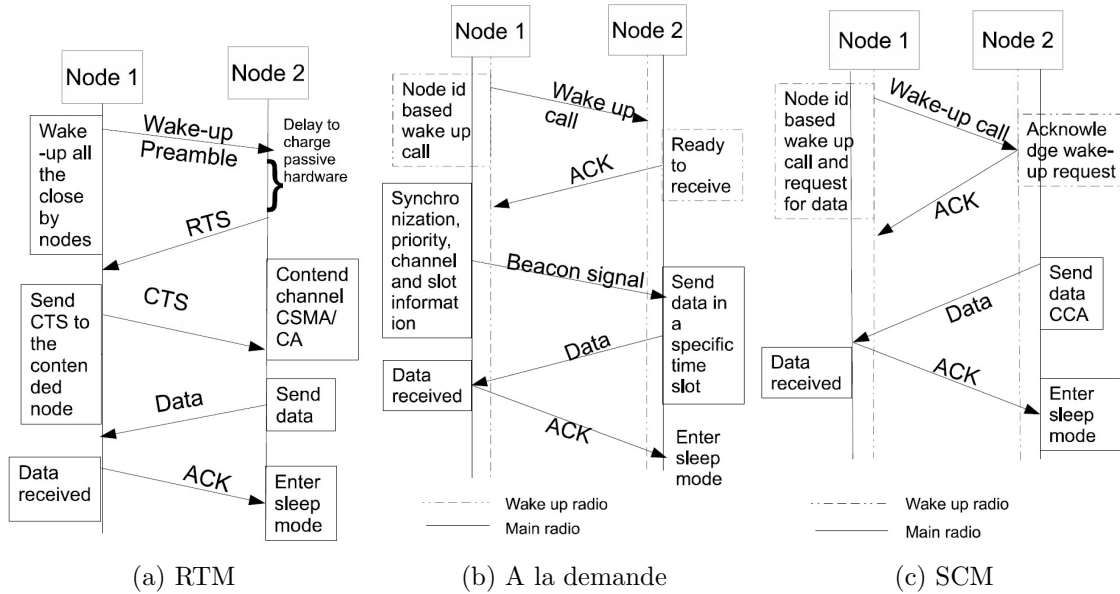 Node 1
Node 2
Wake
-up all
the
close
by
nodes
Wake-up
Preamble
Delay to
charge
passive
hardware
RTS
Send
CTS to
the
conten
ded
node
CTS
Contend
channel
CSMA/
CA
Data
Send
data
Data
received
ACK
Enter
sleep
mode
(a) RTM
Node 1
Node 2
Node id
based
wake up
call
Wake up
call
Ready
to
receive
ACK
Synchro
nization,
priority,
channel
and slot
informat
ion
Beacon signal
Send
data in
a
specific
time
slot
Data
Data
received
ACK
Enter
sleep
mode
Wake up radio
Main radio
(b) A la demande
Node 1
Node 2
Node id
based
wake up
call and
request
for data
Wake-up call
Acknowle
dge wake-
up request
ACK
Send
data
CCA
Data
Data
received
ACK
Enter
sleep
mode
Wake up radio
Main radio
(c) SCM